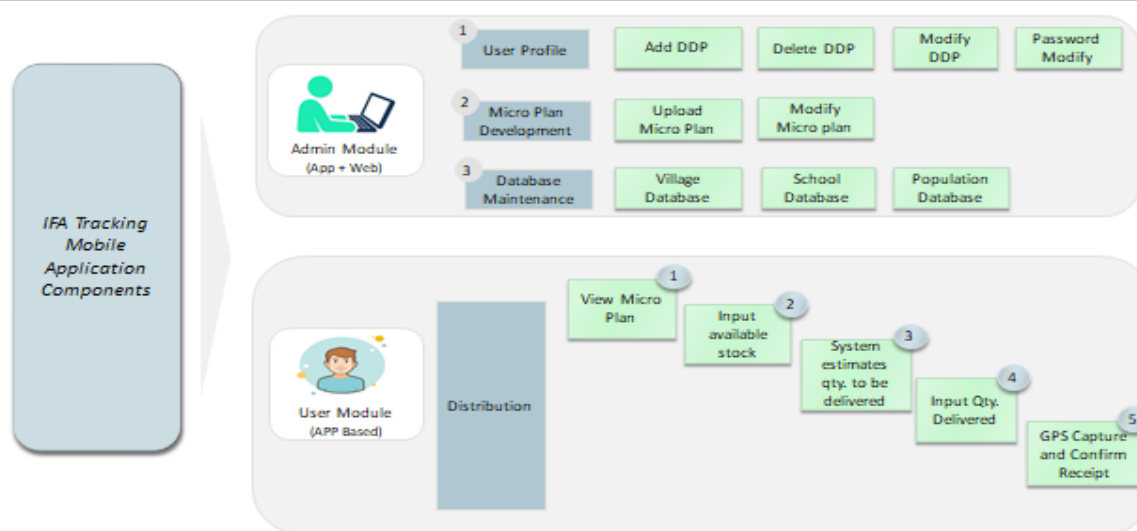 IFA Tracking
Mobile
Application
Components
Admin Module
(App + Web)
1
User Profile
Add DDP
Delete DDP
Modify
DDP
Password
Modify
2
Micro Plan
Development
Upload
Micro Plan
Modify
Micro plan
3
Database
Maintenance
Village
Database
School
Database
Population
Database
User Module
(APP Based)
Distribution
1
View Micro
Plan
2
Input
available
stock
3
System
estimates
qty. to be
delivered
4
Input Qty.
Delivered
5
GPS Capture
and Confirm
Receipt